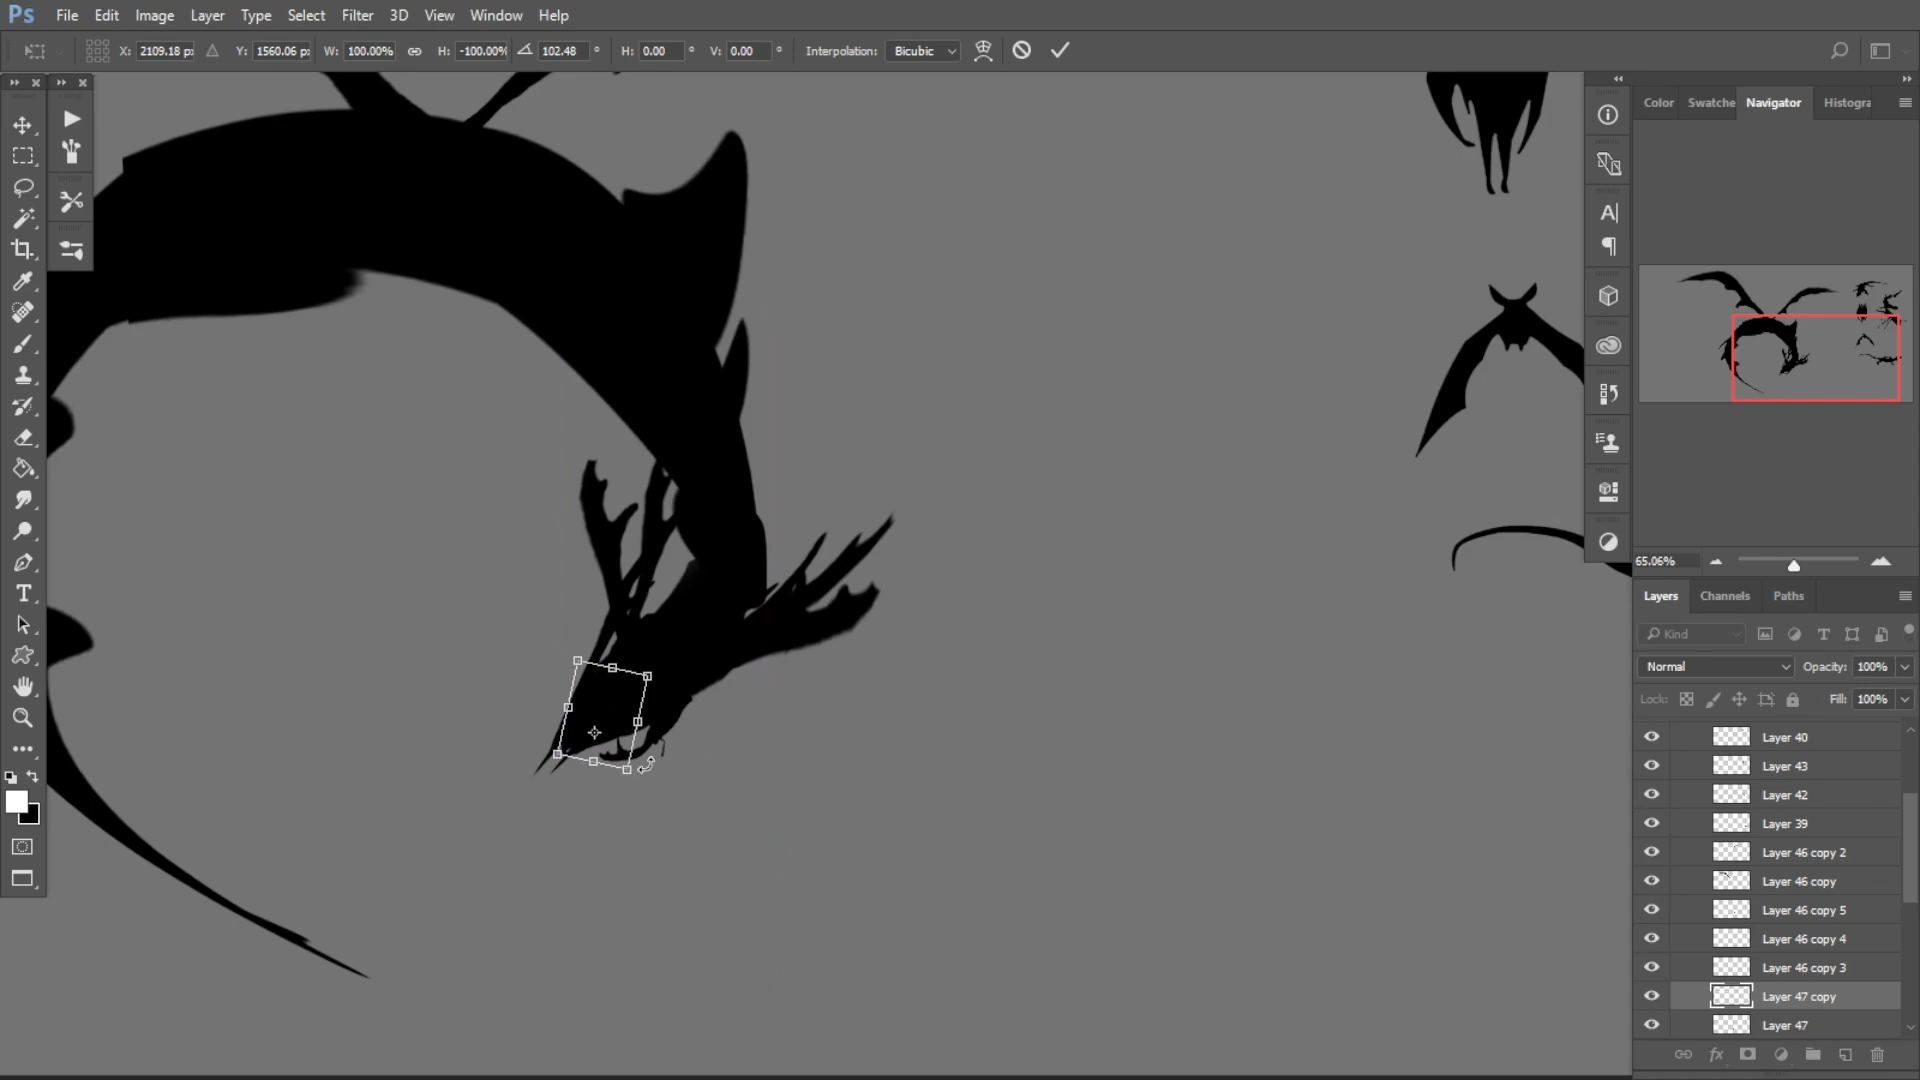 Ps File Edit Image Layer Type Select Filter 3D View Window Help
X: 2109.18 p Y: 1560.06 p W: 100.00% H: -100.00% 102.48 ° H: 0.00 ° V: 0.00 ° Interpolation: Bicubic
Color Swatche Navigator Histogra
65.06%
Layers Channels Paths
Kind
Normal Opacity: 100%
Lock: Fill: 100%
Layer 40
Layer 43
Layer 42
Layer 39
Layer 46 copy 2
Layer 46 copy
Layer 46 copy 5
Layer 46 copy 4
Layer 46 copy 3
Layer 47 copy
Layer 47
fx